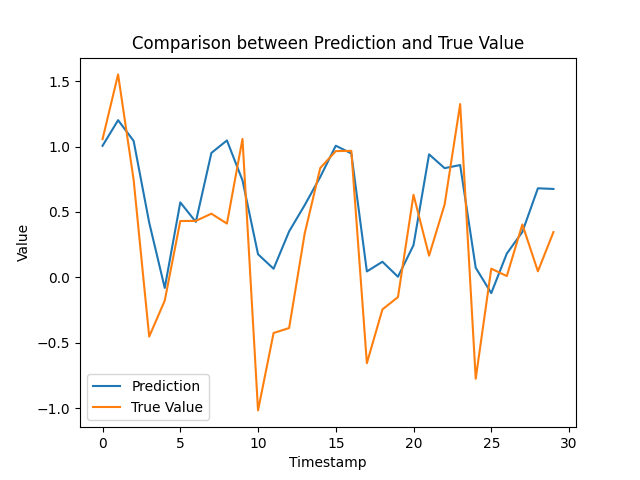 Comparison between Prediction and True Value
1.5
1.0
0.5
0.0
−0.5
−1.0
Value
Prediction
True Value
0 5 10 15 20 25 30
Timestamp